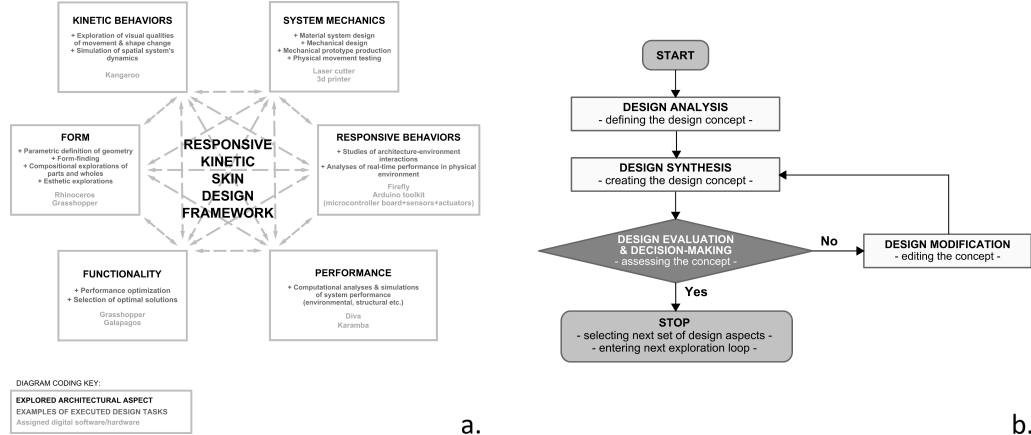 KINETIC BEHAVIORS
+ Exploration of visual qualities
of movement & shape change
+ Simulation of spatial system's
dynamics
Kangaroo
SYSTEM MECHANICS
+ Material system design
+ Mechanical design
+ Mechanical prototype production
+ Physical movement testing
Laser cutter
3d printer
FORM
+ Parametric definition of geometry
+ Form-finding
+ Compositional explorations of
parts and wholes
+ Esthetic explorations
Rhinoceros
Grasshopper
RESPONSIVE
KINETIC
SKIN
DESIGN
FRAMEWORK
RESPONSIVE BEHAVIORS
+ Studies of architecture-environment
interactions
+ Analyses of real-time performance in physical
environment
Firefly
Arduino toolkit
(microcontroller board+sensors+actuators)
FUNCTIONALITY
+ Performance optimization
+ Selection of optimal solutions
Grasshopper
Galapagos
PERFORMANCE
+ Computational analyses & simulations
of system performance
(environmental, structural etc.)
Diva
Karamba
DIAGRAM CODING KEY:
EXPLORED ARCHITECTURAL ASPECT
EXAMPLES OF EXECUTED DESIGN TASKS
Assigned digital software/hardware
a.
START
DESIGN ANALYSIS
- defining the design concept -
DESIGN SYNTHESIS
- creating the design concept -
DESIGN EVALUATION
& DECISION-MAKING
- assessing the concept -
No
DESIGN MODIFICATION
- editing the concept -
Yes
STOP
- selecting next set of design aspects -
- entering next exploration loop -
b.